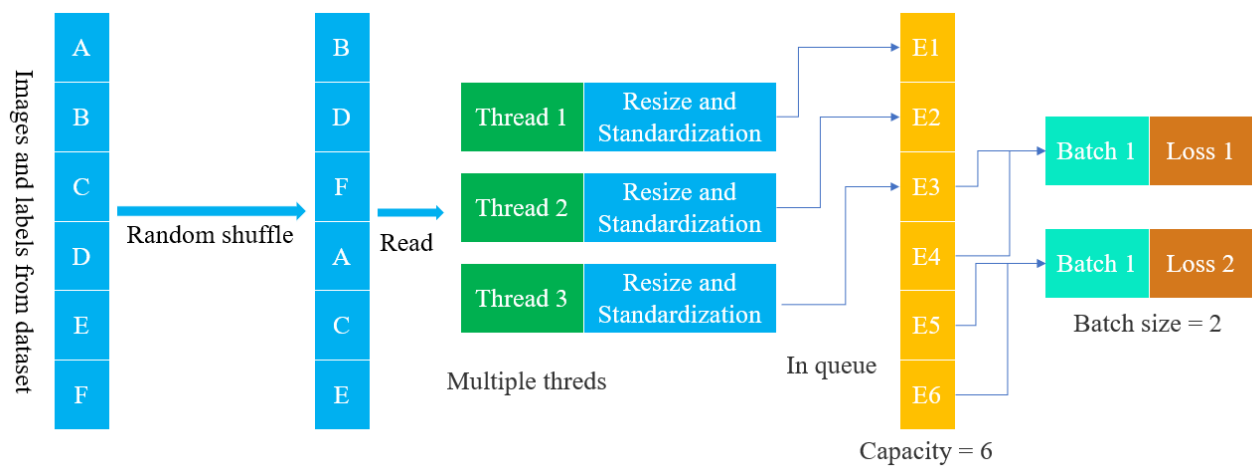 Images and labels from dataset
A
B
C
D
E
F
Random shuffle
B
D
F
A
C
E
Read
Thread 1
Resize and
Standardization
Thread 2
Resize and
Standardization
Thread 3
Resize and
Standardization
Multiple threds
In queue
E1
E2
E3
E4
E5
E6
Capacity = 6
Batch 1
Loss 1
Batch 1
Loss 2
Batch size = 2